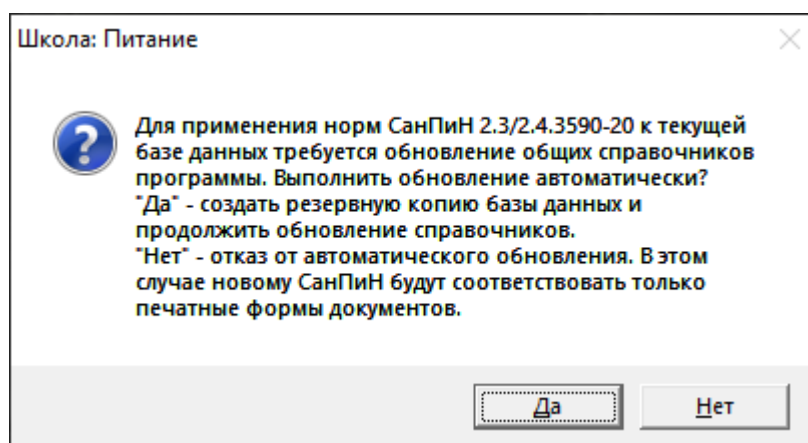 Школа: Питание
Для применения норм СанПиН 2.3/2.4.3590-20 к текущей
базе данных требуется обновление общих справочников
программы. Выполнить обновление автоматически?
"Да" - создать резервную копию базы данных и
продолжить обновление справочников.
"Нет" - отказ от автоматического обновления. В этом
случае новому СанПиН будут соответствовать только
печатные формы документов.
Да
Нет